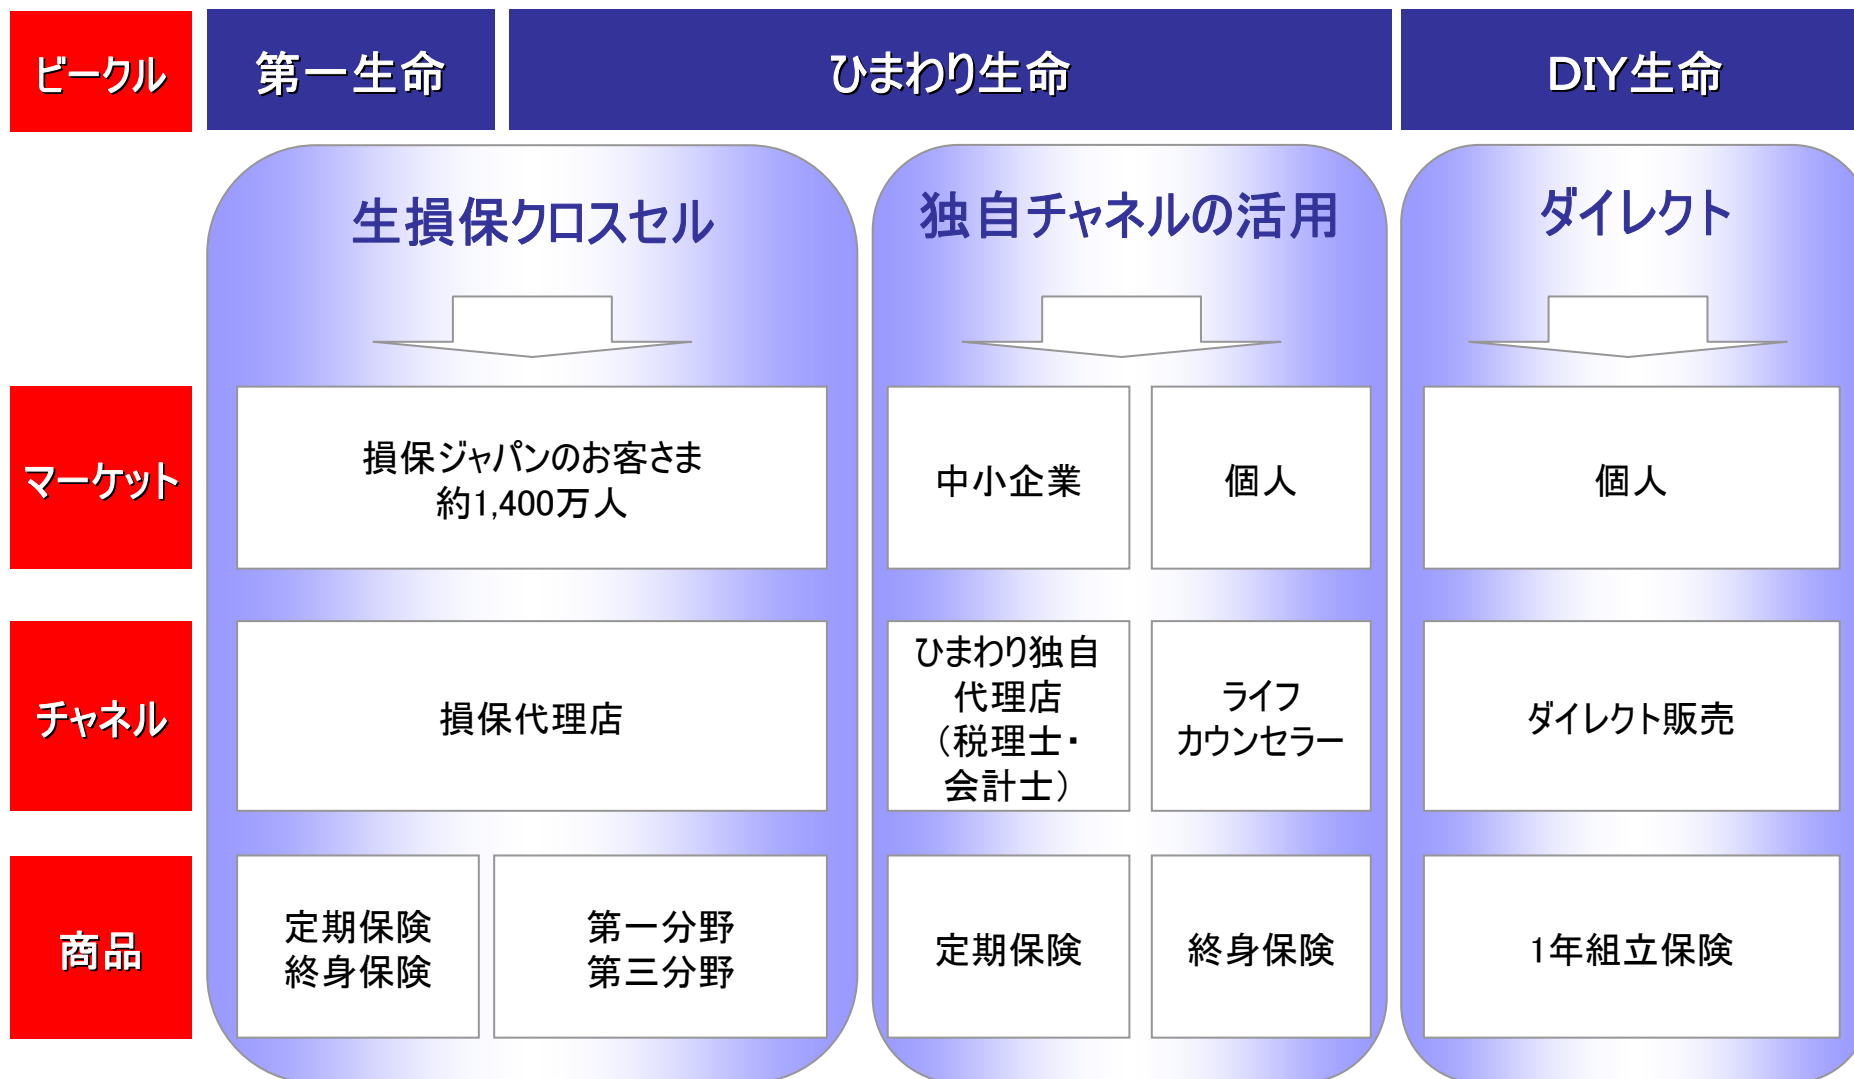 ビークル
第一生命
ひまわり生命
DIY生命
生損保クロスセル
独自チャネルの活用
ダイレクト
マーケット
損保ジャパンのお客さま
約1,400万人
中小企業
個人
個人
チャネル
損保代理店
ひまわり独自
代理店
（税理士・
会計士）
ライフ
カウンセラー
ダイレクト販売
商品
定期保険
終身保険
第一分野
第三分野
定期保険
終身保険
1年組立保険